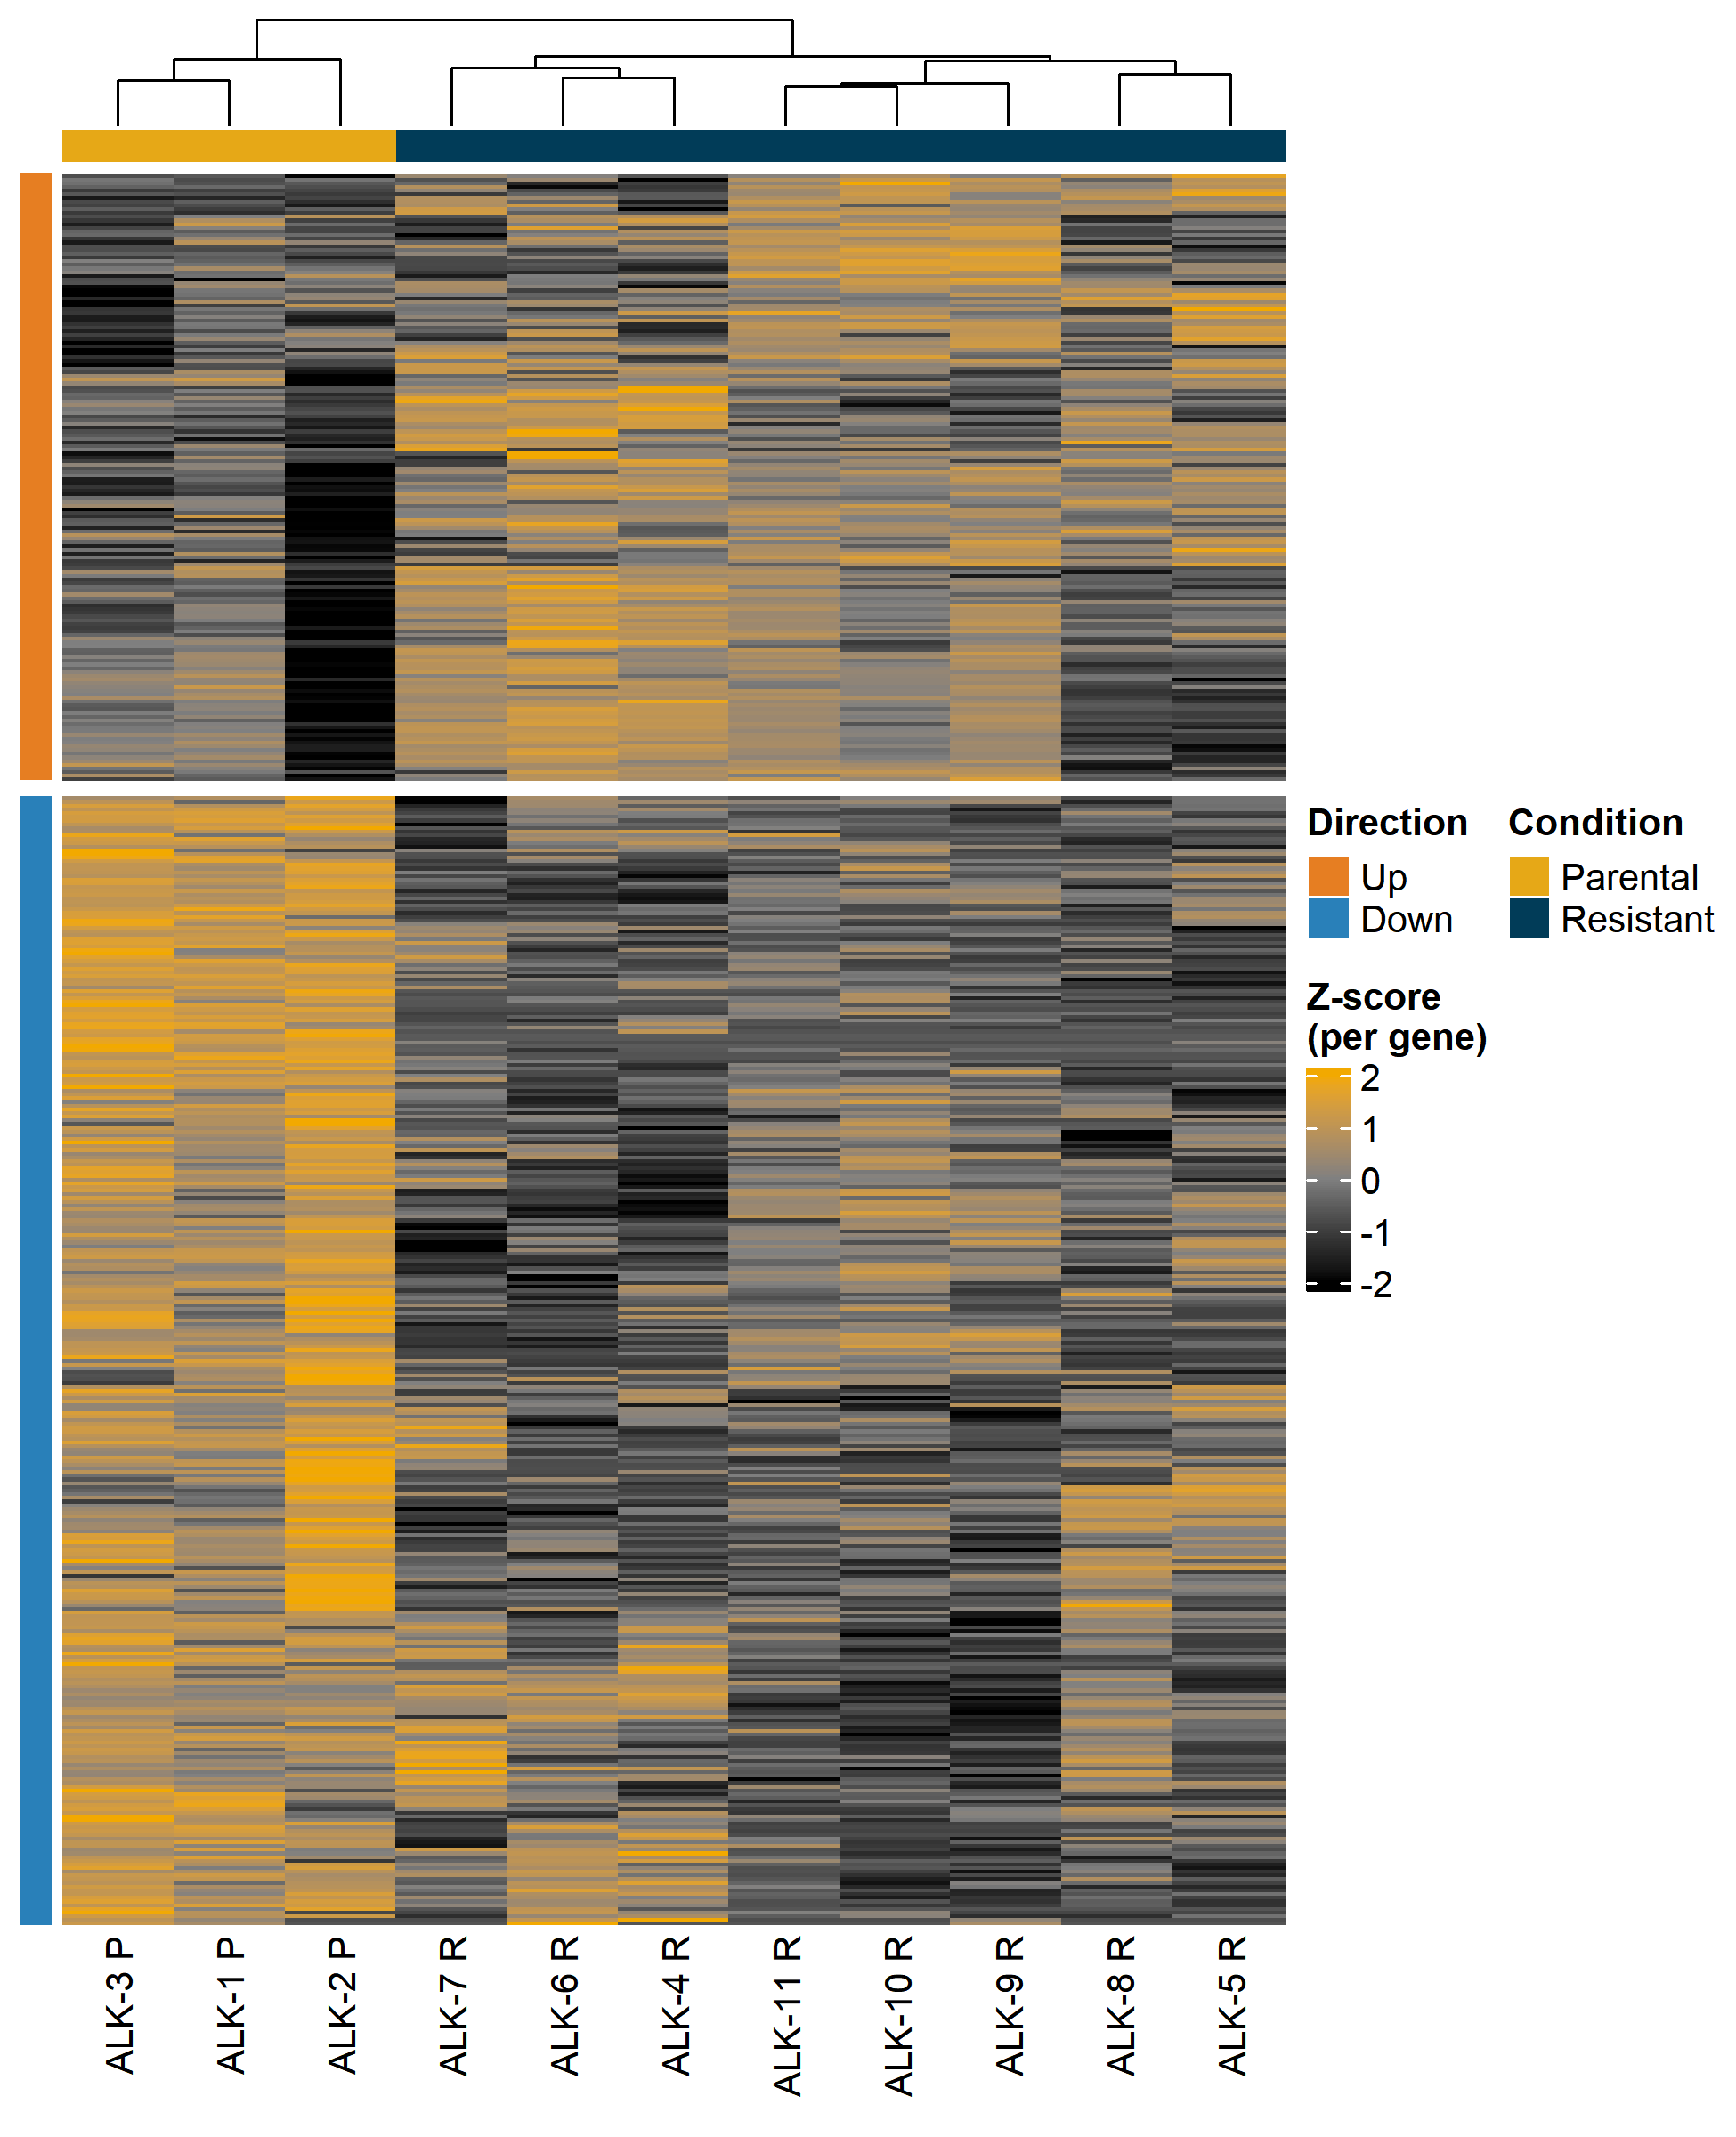 Direction
Up
Down
Condition
Parental
Resistant
Z-score
(per gene)
2
1
0
-1
-2
ALK-3 P
ALK-1 P
ALK-2 P
ALK-7 R
ALK-6 R
ALK-4 R
ALK-11 R
ALK-10 R
ALK-9 R
ALK-8 R
ALK-5 R